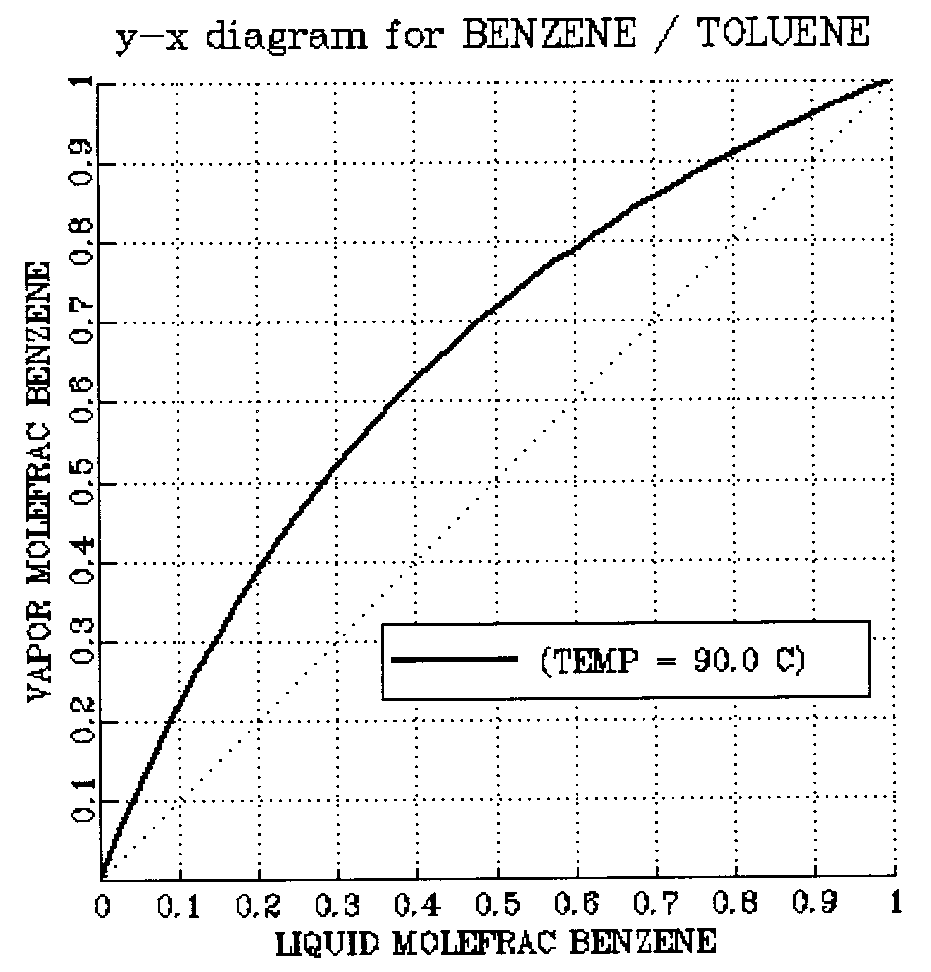 y-x diagram for BENZENE / TOLUENE
VAPOR MOLEFRAC BENZENE
1
0.9
0.8
0.7
0.6
0.5
0.4
0.3
0.2
0.1
(TEMP = 90.0 C)
0 0.1 0.2 0.3 0.4 0.5 0.6 0.7 0.8 0.9 1
LIQUID MOLEFRAC BENZENE